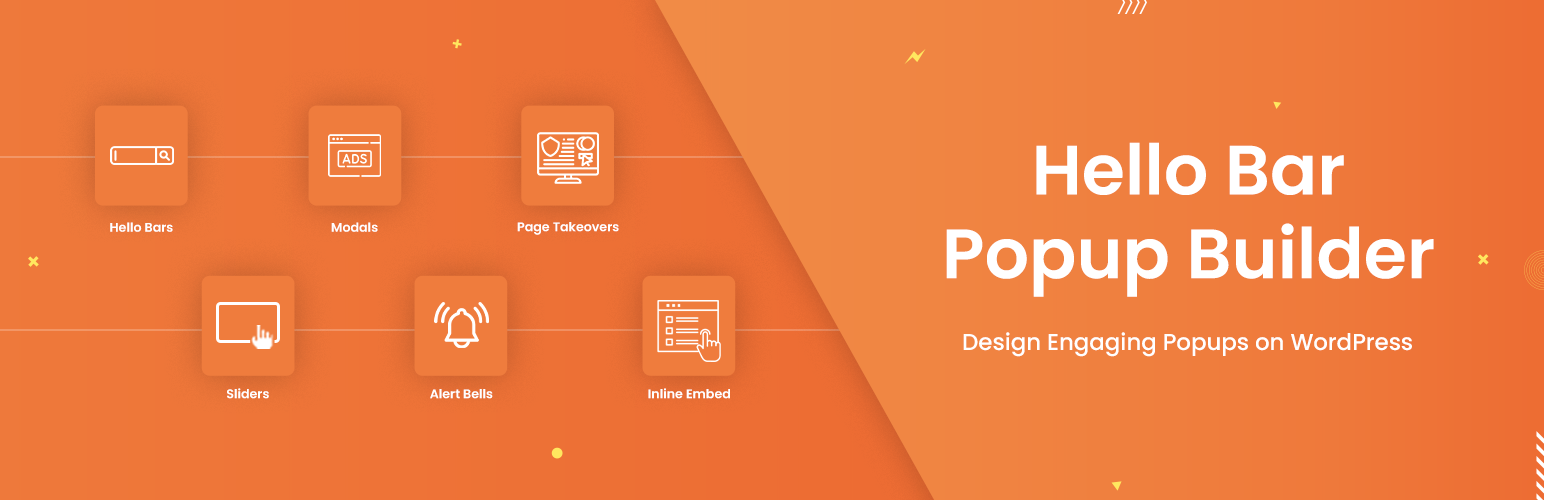 Hello Bars
ADS
Modals
Page Takeovers
Sliders
Alert Bells
Inline Embed
Hello Bar
Popup Builder
Design Engaging Popups on WordPress